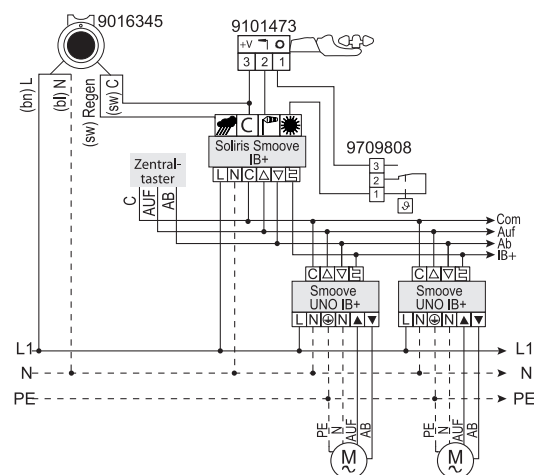 9016345
9101473
+V
3 2 1
(bn) L
(bl) N
(sw) Regen
(sw) C
C
Soliris Smoove
IB+
L N C
9709808
3
2
1
ϑ
Zentral-
taster
C
AUF
AB
Com
Auf
Ab
IB+
C
C
Smoove
UNO IB+
Smoove
UNO IB+
L N N
L N N
L1
L1
N
N
PE
PE
PE
N
AUF
AB
PE
N
AUF
AB
M
~
M
~